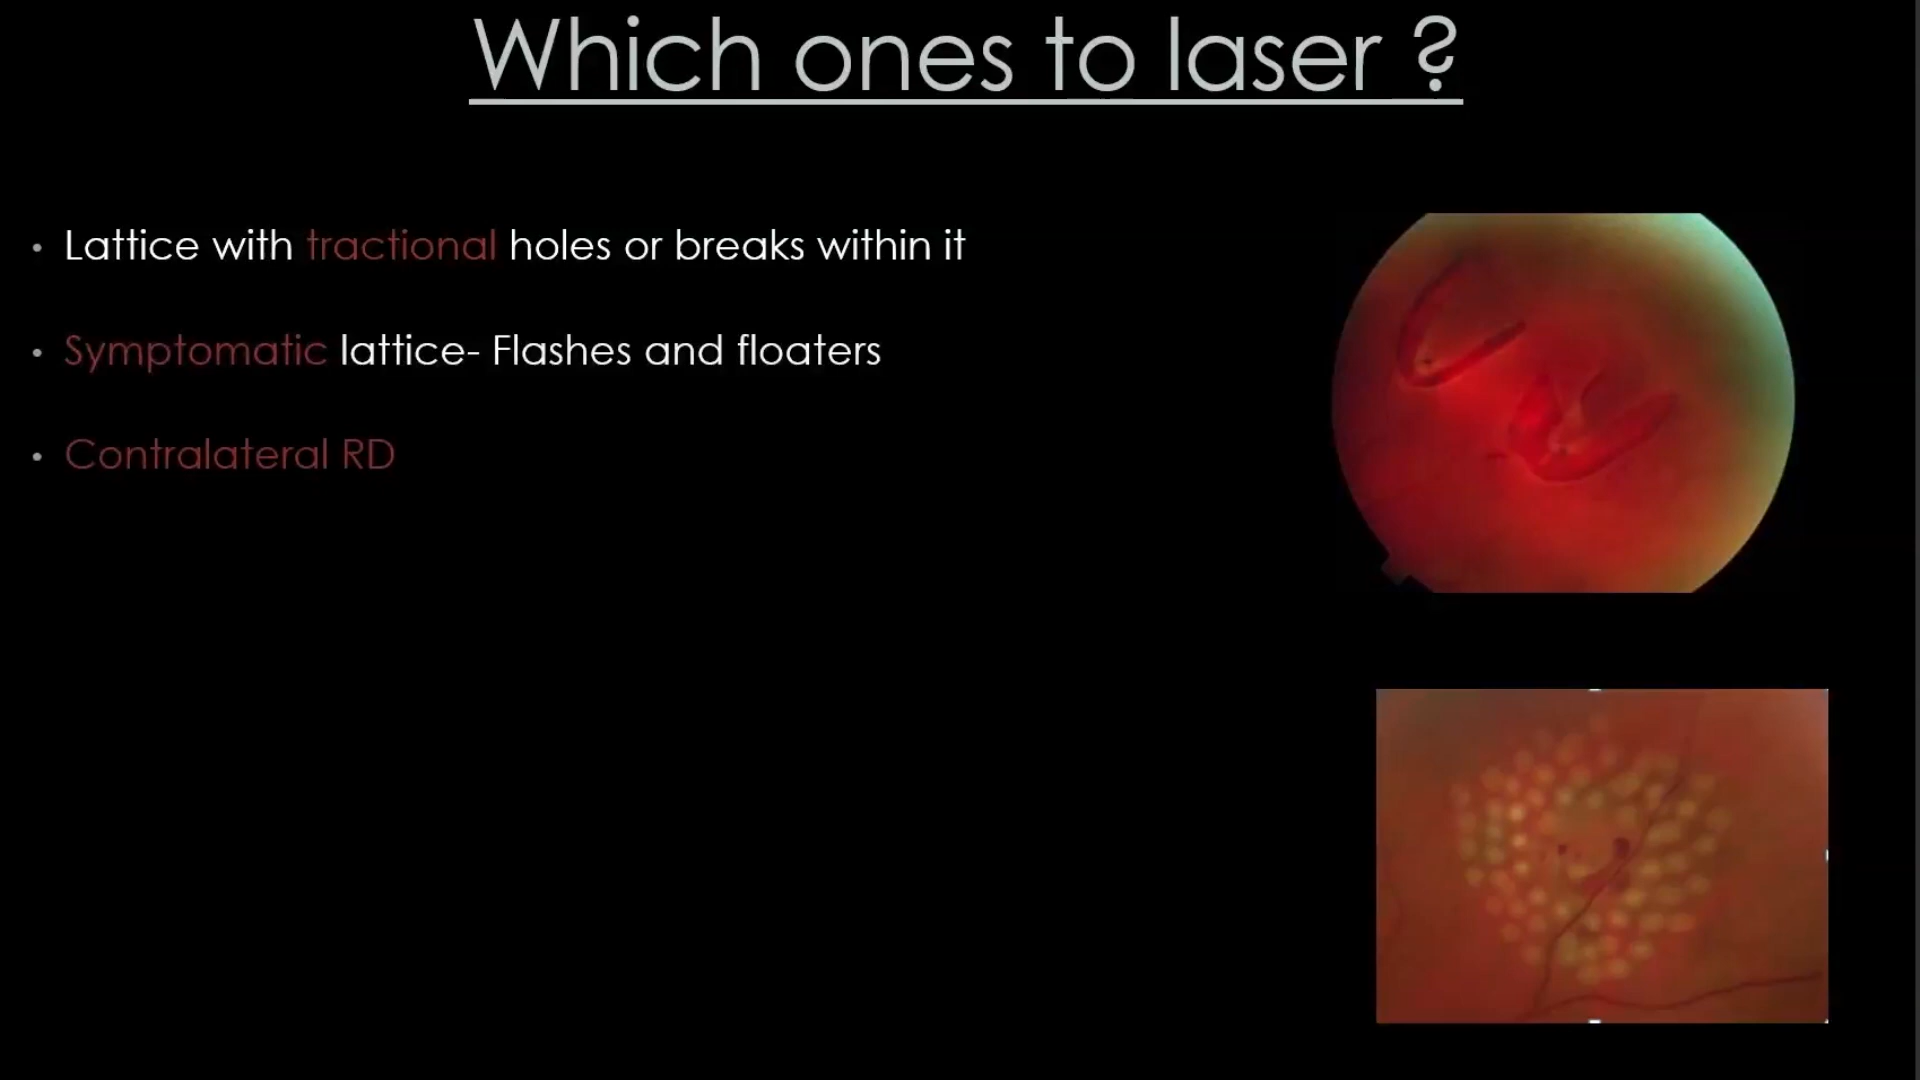 Which ones to laser ?
• Lattice with tractional holes or breaks within it
• Symptomatic lattice- Flashes and floaters
• Contralateral RD